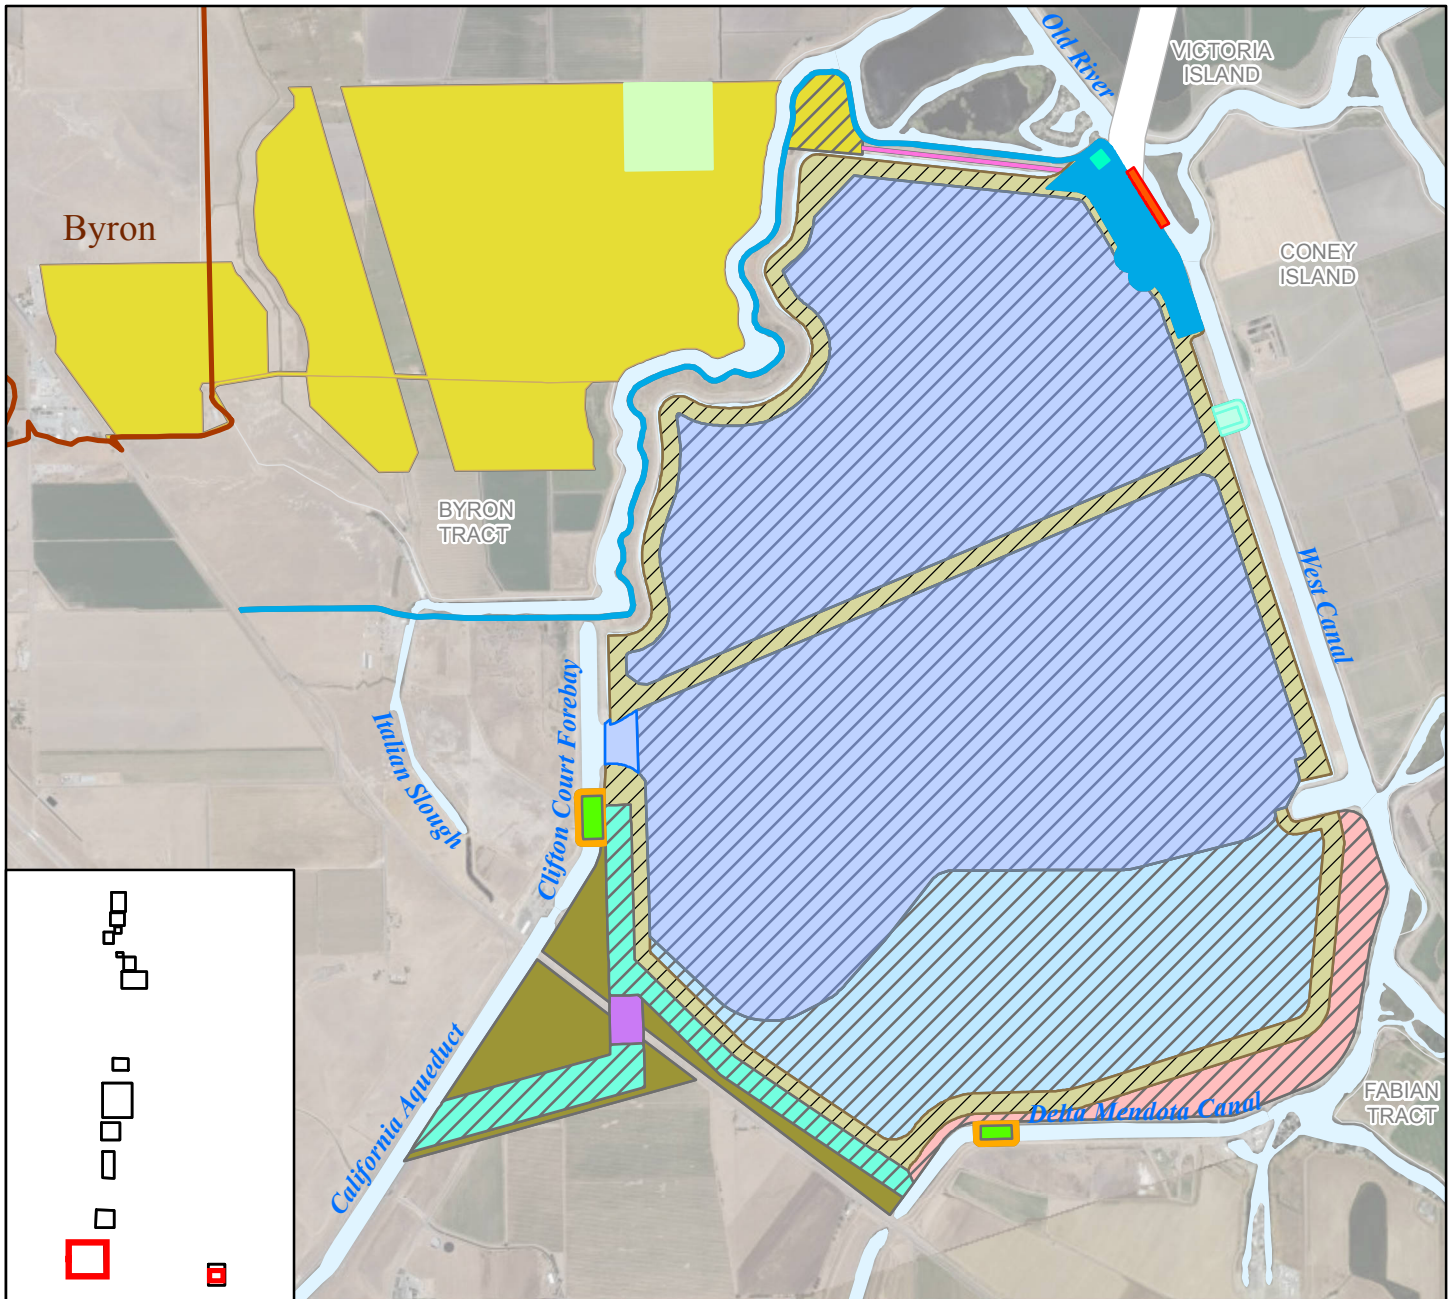 Old River
VICTORIA
ISLAND
Byron
CONEY
ISLAND
BYRON
TRACT
West Canal
Clifton Court Forebay
Italian Slough
California Aqueduct
Delta Mendota Canal
FABIAN
TRACT